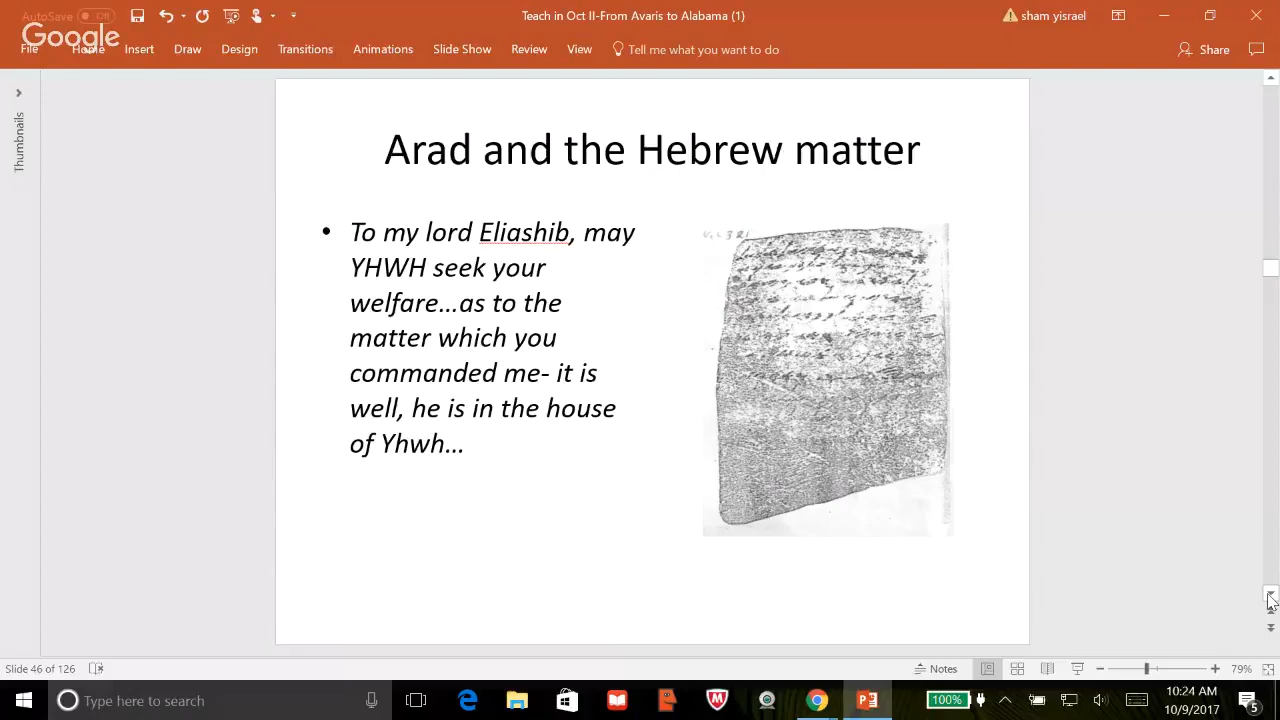 AutoSave Off
Teach in Oct II-From Avaris to Alabama (1)
sham yisrael
Google
File Home Insert Draw Design Transitions Animations Slide Show Review View Tell me what you want to do
Share
Thumbnails
Arad and the Hebrew matter
• To my lord Eliashib, may
YHWH seek your
welfare...as to the
matter which you
commanded me- it is
well, he is in the house
of Yhwh...
Slide 46 of 126
Notes
79%
Type here to search
100%
10:24 AM
10/9/2017
5